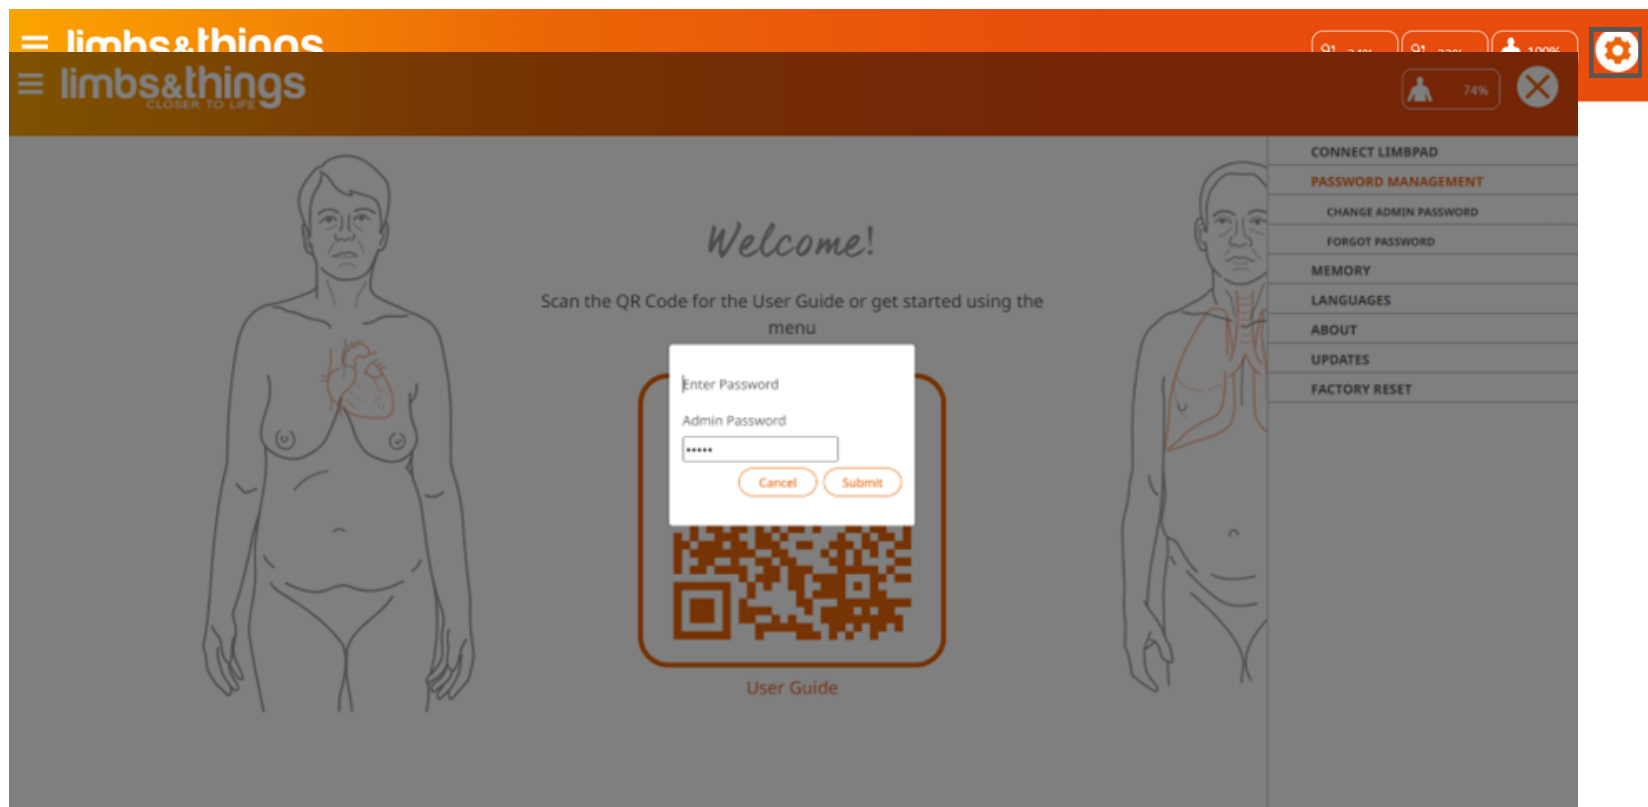 limbs&things
100%
limbs&things
CLOSER TO LIFE
74%
CONNECT LIMBPAD
PASSWORD MANAGEMENT
CHANGE ADMIN PASSWORD
FORGOT PASSWORD
MEMORY
LANGUAGES
ABOUT
UPDATES
FACTORY RESET
Welcome!
Scan the QR Code for the User Guide or get started using the
menu
Enter Password
Admin Password
•••••
Cancel
Submit
User Guide